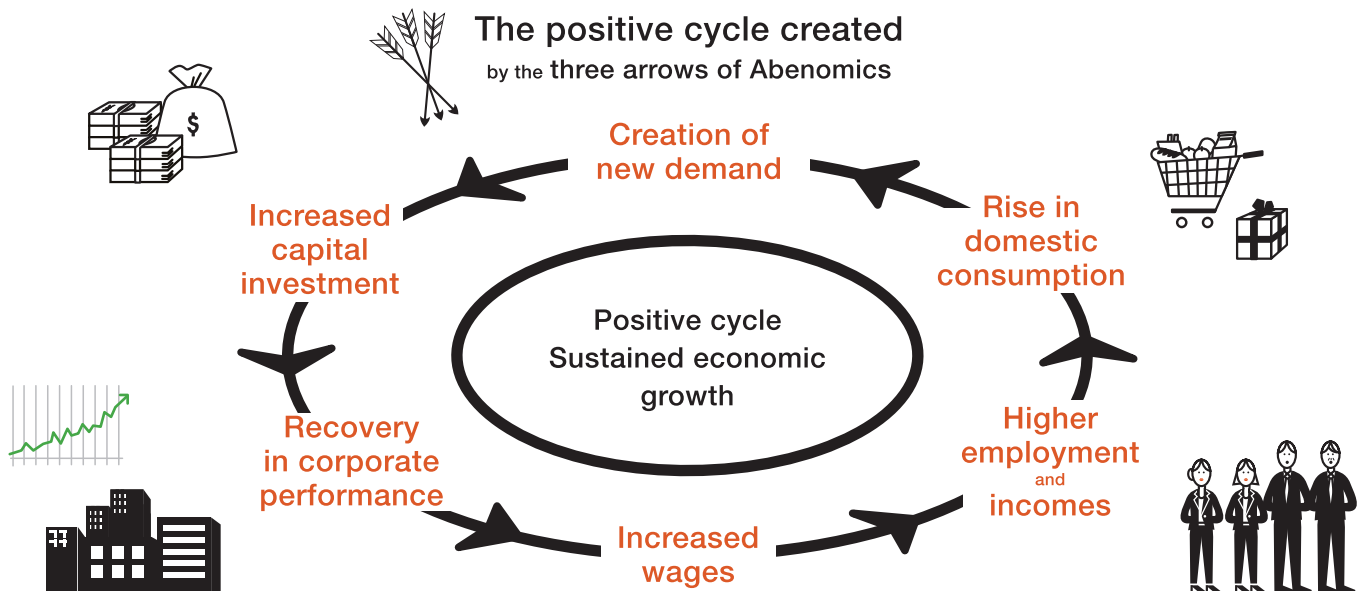 The positive cycle created
by the three arrows of Abenomics
Creation of
new demand
Increased
capital
investment
Recovery
in corporate
performance
Increased
wages
Higher
employment
and
incomes
Rise in
domestic
consumption
Positive cycle
Sustained economic
growth
$